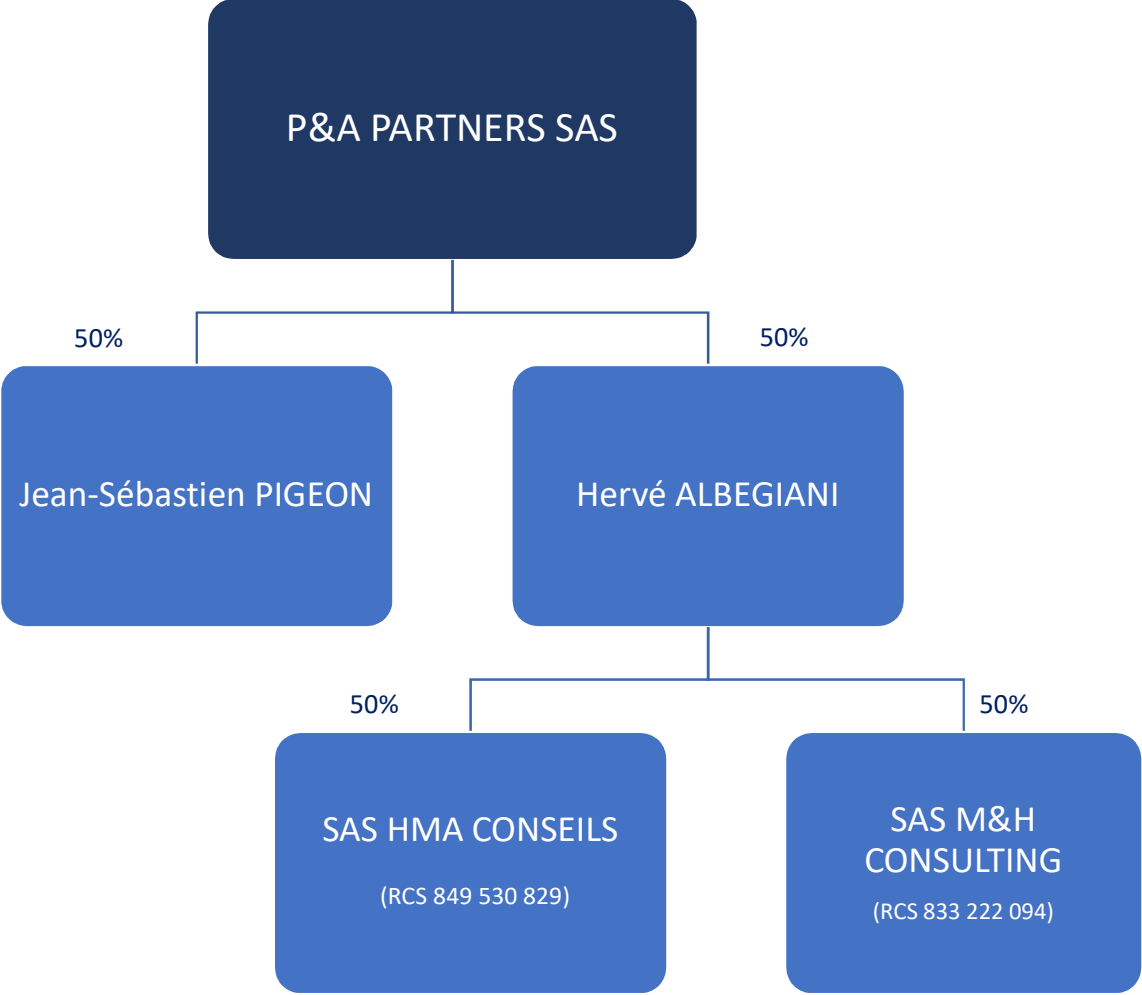 P&A PARTNERS SAS
50%
50%
Jean-Sébastien PIGEON
Hervé ALBEGIANI
50%
50%
SAS HMA CONSEILS
(RCS 849 530 829)
SAS M&H
CONSULTING
(RCS 833 222 094)